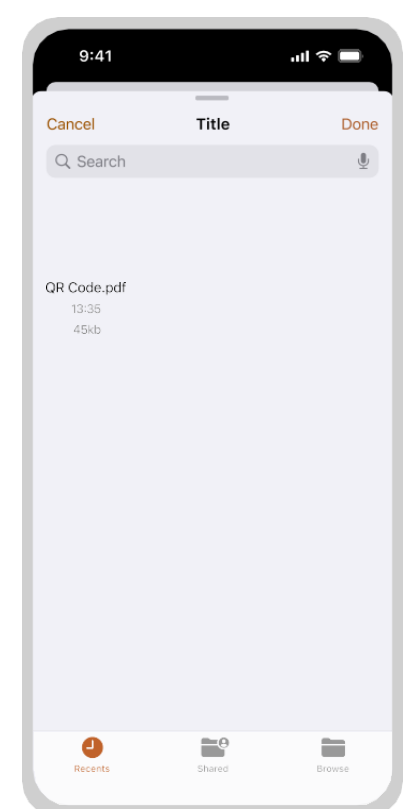 9:41
Cancel Title Done
Search
QR Code.pdf
13:35
45kb
Recents Shared Browse